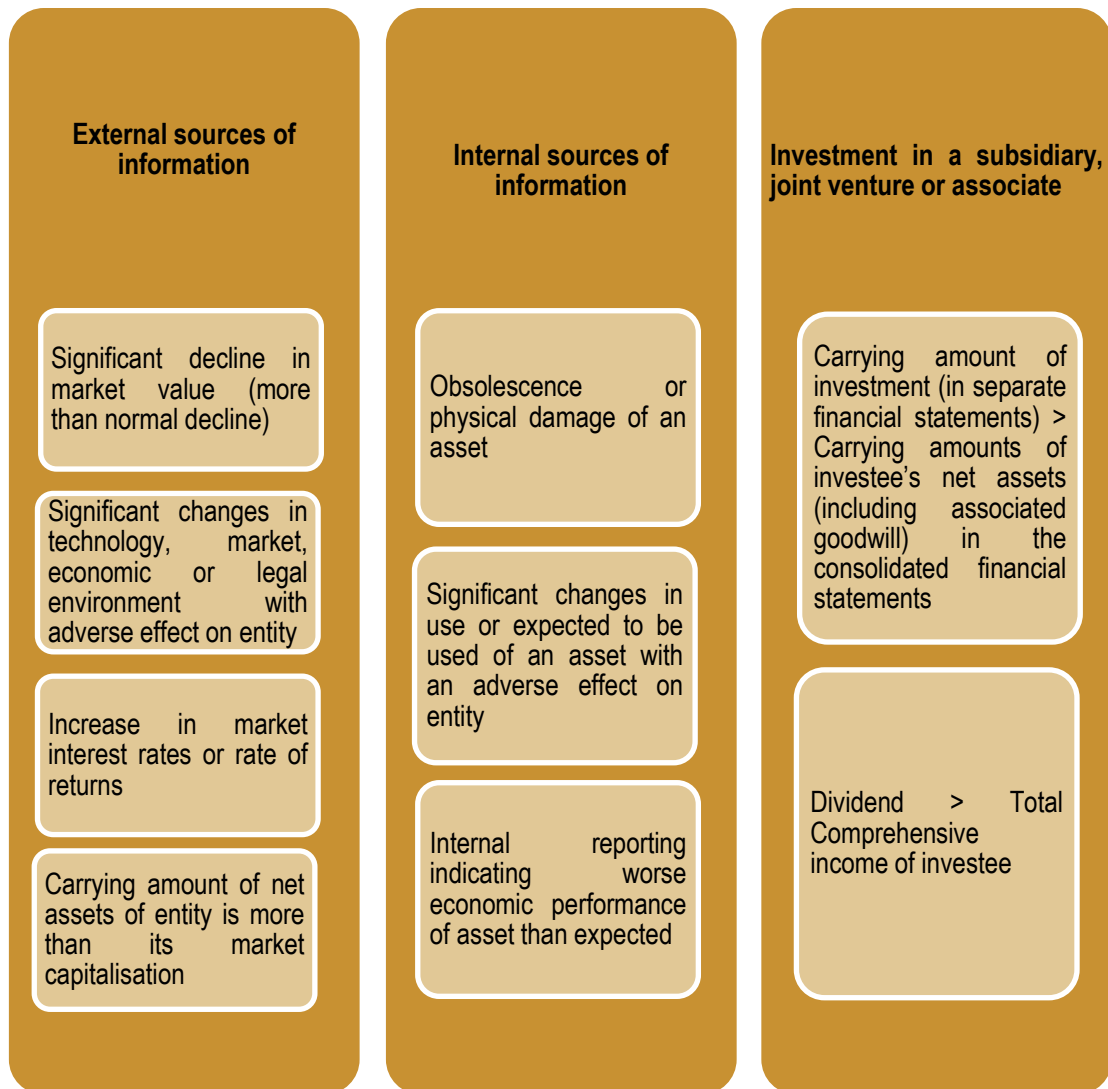 External sources of
information
Significant decline in
market value (more
than normal decline)
Significant changes in
technology, market,
economic or legal
environment with
adverse effect on entity
Increase in market
interest rates or rate of
returns
Carrying amount of net
assets of entity is more
than its market
capitalisation
Internal sources of
information
Obsolescence or
physical damage of an
asset
Significant changes in
use or expected to be
used of an asset with
an adverse effect on
entity
Internal reporting
indicating worse
economic performance
of asset than expected
Investment in a subsidiary,
joint venture or associate
Carrying amount of
investment (in separate
financial statements) >
Carrying amounts of
investee's net assets
(including associated
goodwill) in the
consolidated financial
statements
Dividend > Total
Comprehensive
income of investee